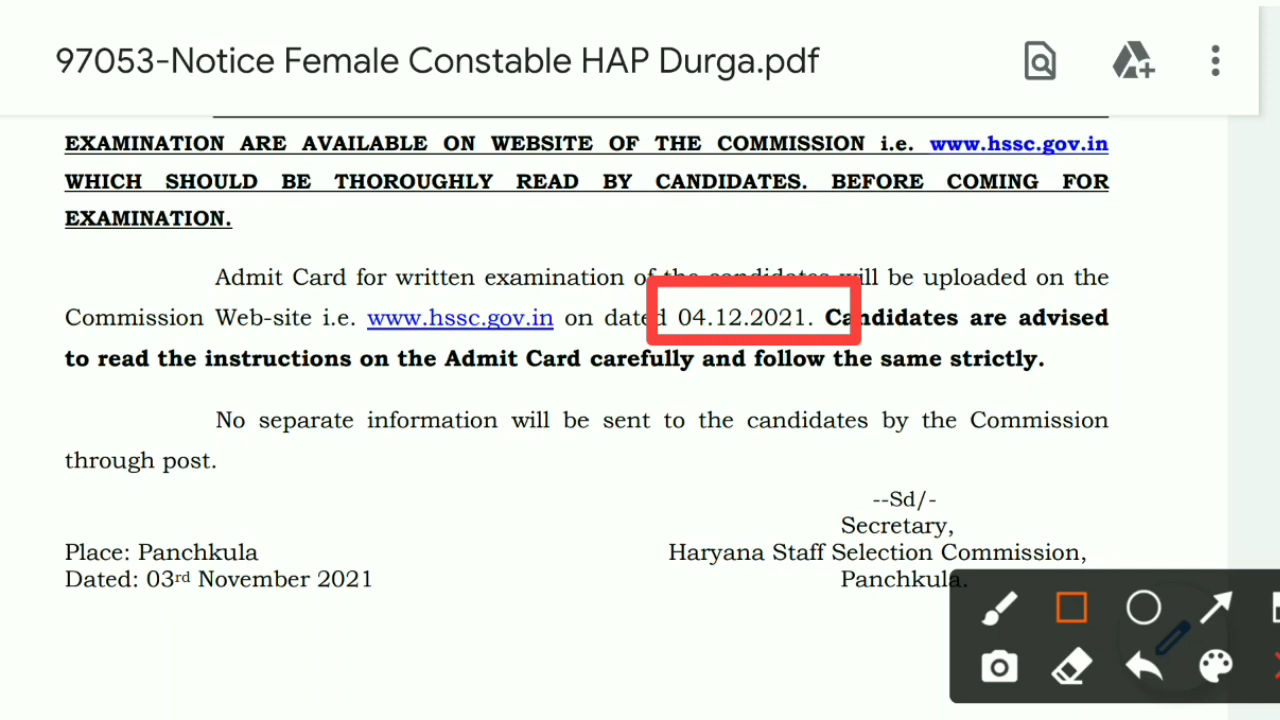 97053-Notice Female Constable HAP Durga.pdf
EXAMINATION ARE AVAILABLE ON WEBSITE OF THE COMMISSION i.e. www.hssc.gov.in
WHICH SHOULD BE THOROUGHLY READ BY CANDIDATES. BEFORE COMING FOR
EXAMINATION.
Admit Card for written examination of the candidates will be uploaded on the
Commission Web-site i.e. www.hssc.gov.in on dated 04.12.2021. Candidates are advised
to read the instructions on the Admit Card carefully and follow the same strictly.
No separate information will be sent to the candidates by the Commission
through post.
--Sd/-
Secretary,
Place: Panchkula Haryana Staff Selection Commission,
Dated: 03rd November 2021 Panchkula.